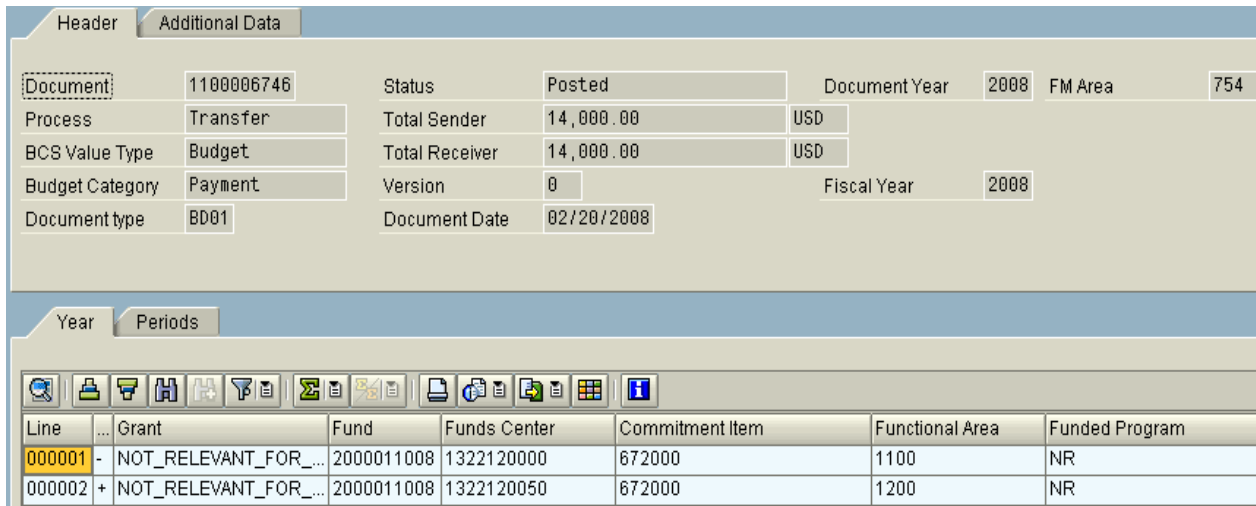 Header Additional Data
Document 1100006746 Status Posted Document Year 2008 FM Area 754
Process Transfer Total Sender 14,000.00 USD
BCS Value Type Budget Total Receiver 14,000.00 USD
Budget Category Payment Version 0 Fiscal Year 2008
Document type BD01 Document Date 02/20/2008
Year Periods
Line ... Grant Fund Funds Center Commitment Item Functional Area Funded Program
000001 - NOT_RELEVANT_FOR_... 2000011008 1322120000 672000 1100 NR
000002 + NOT_RELEVANT_FOR_... 2000011008 1322120050 672000 1200 NR